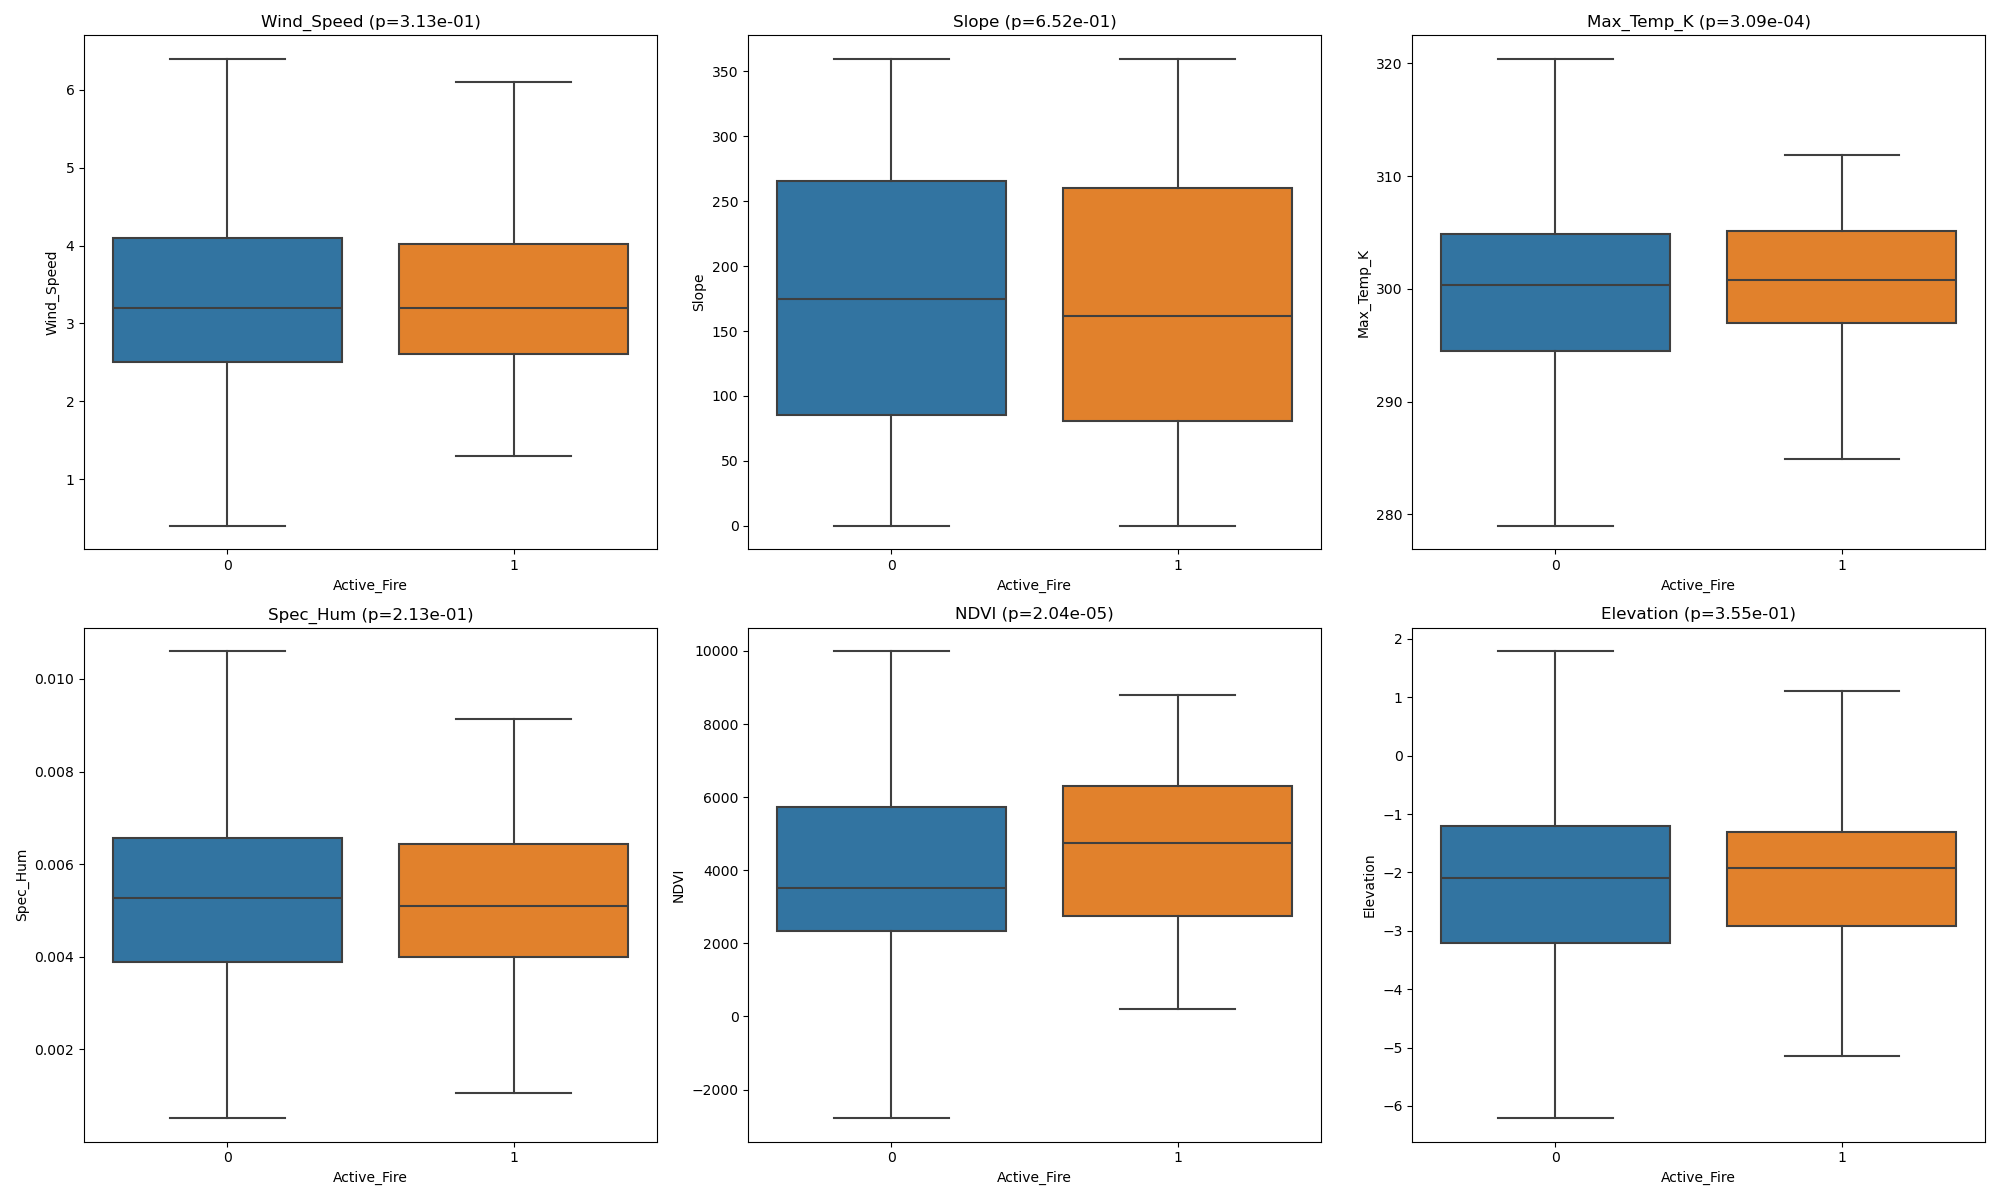 Wind_Speed (p=3.13e-01)
6
5
4
3
2
1
Wind_Speed
0
1
Active_Fire
Slope (p=6.52e-01)
350
300
250
200
150
100
50
0
Slope
0
1
Active_Fire
Max_Temp_K (p=3.09e-04)
320
310
300
290
280
Max_Temp_K
0
1
Active_Fire
Spec_Hum (p=2.13e-01)
0.010
0.008
0.006
0.004
0.002
Spec_Hum
0
1
Active_Fire
NDVI (p=2.04e-05)
10000
8000
6000
4000
2000
0
−2000
NDVI
0
1
Active_Fire
Elevation (p=3.55e-01)
2
1
0
−1
−2
−3
−4
−5
−6
Elevation
0
1
Active_Fire